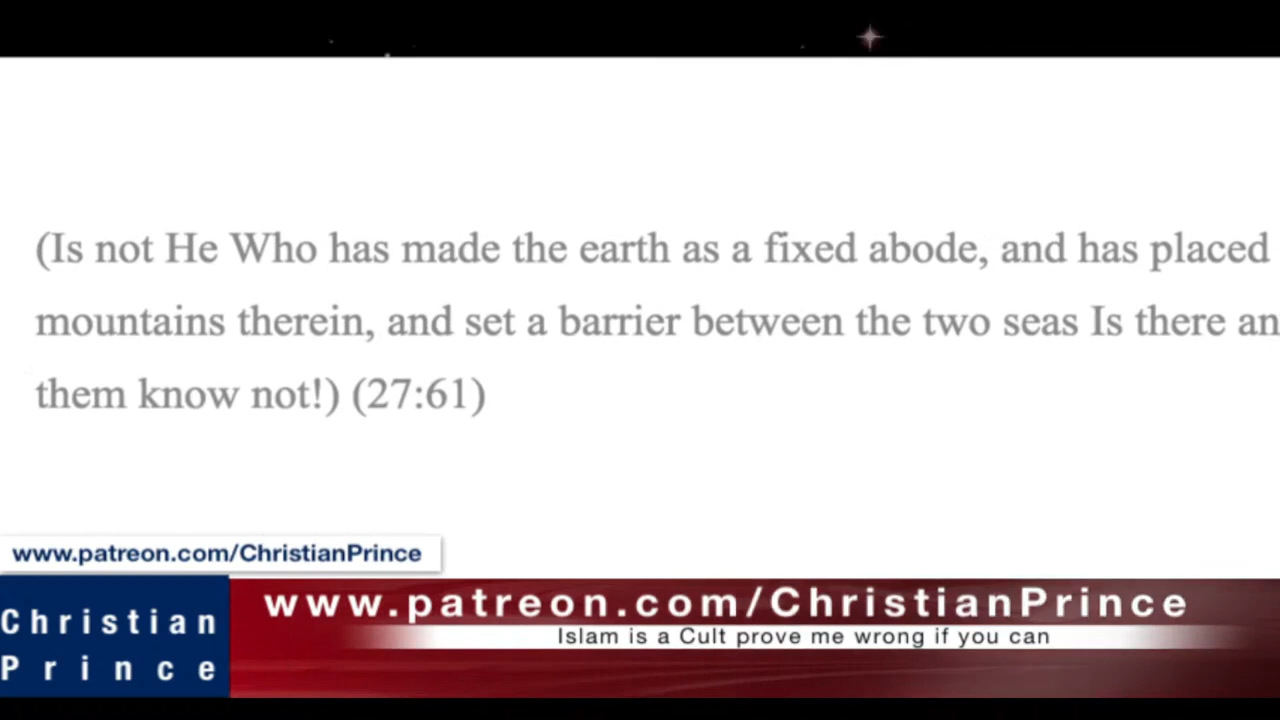 (Is not He Who has made the earth as a fixed abode, and has placed
mountains therein, and set a barrier between the two seas Is there an
them know not!) (27:61)
www.patreon.com/ChristianPrince
Christian
Prince
www.patreon.com/ChristianPrince
Islam is a Cult prove me wrong if you can